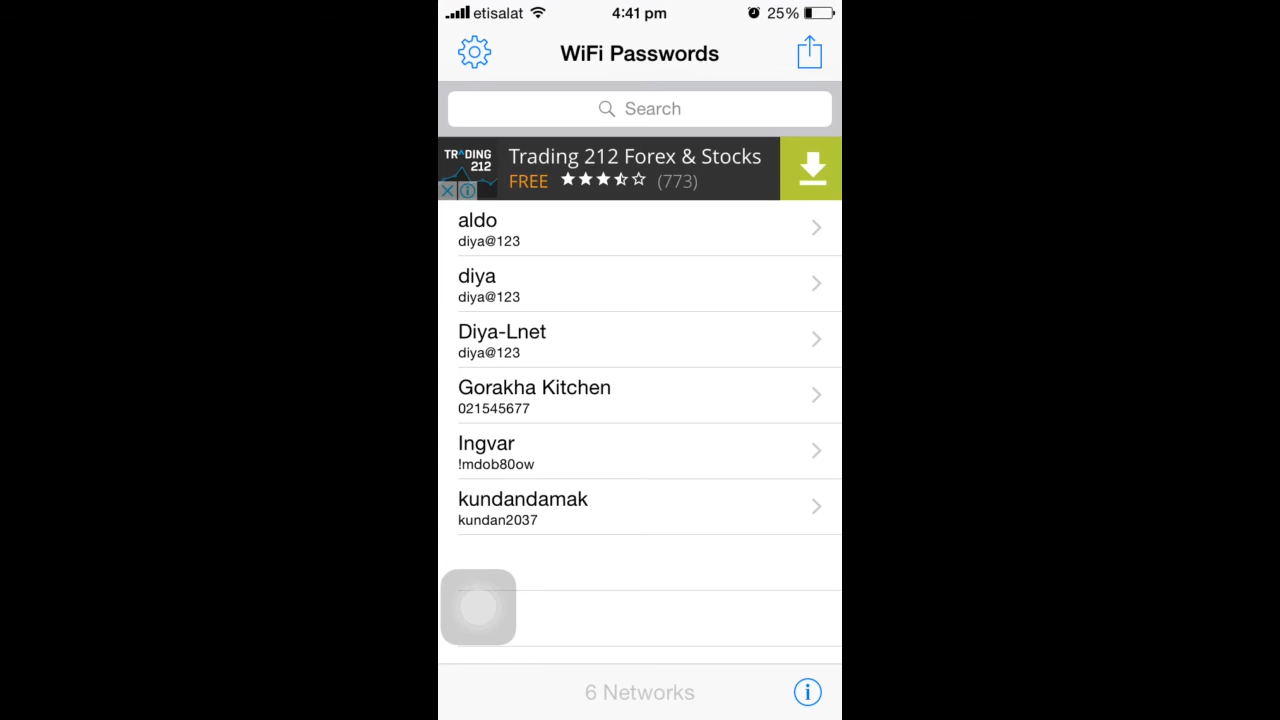 etisalat 4:41 pm 25%
WiFi Passwords
Search
TRADING 212
Trading 212 Forex & Stocks
FREE (773)
aldo
diya@123
diya
diya@123
Diya-Lnet
diya@123
Gorakha Kitchen
021545677
Ingvar
!mdob80ow
kundandamak
kundan2037
6 Networks